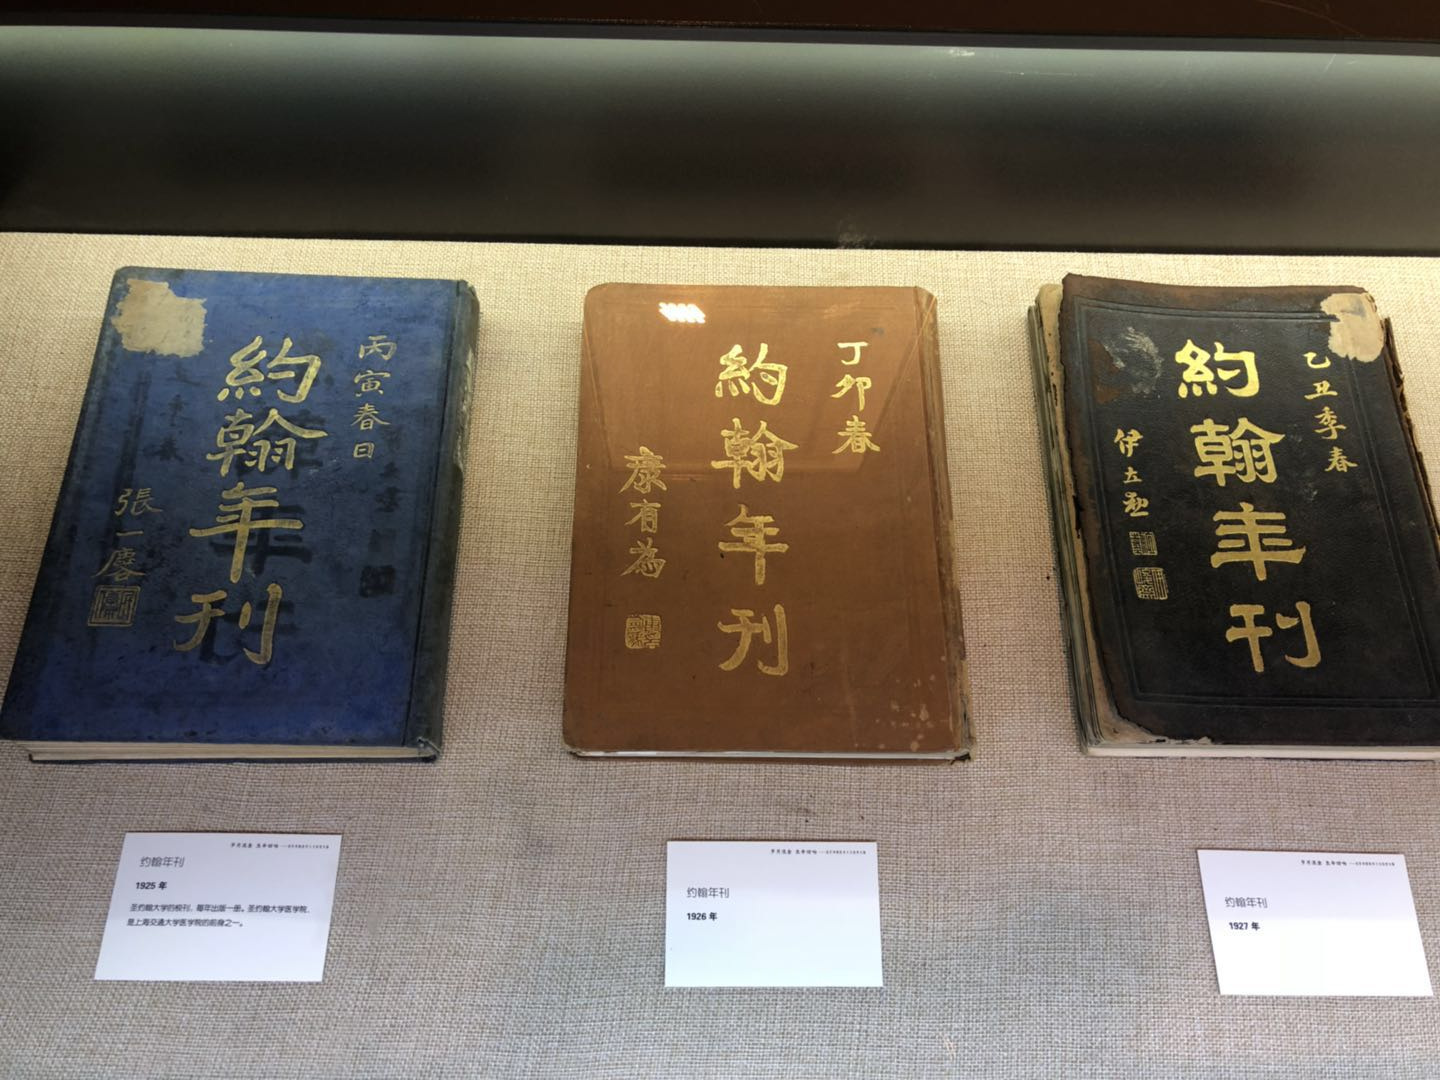 丙寅春日
約翰年刊
張一麐
丁卯春
約翰年刊
康有為
乙丑季春
約翰年刊
伊立勋
约翰年刊
1925 年
圣约翰大学的校刊，每年出版一册。圣约翰大学医学院，
是上海交通大学医学院的前身之一。
约翰年刊
1926 年
约翰年刊
1927 年